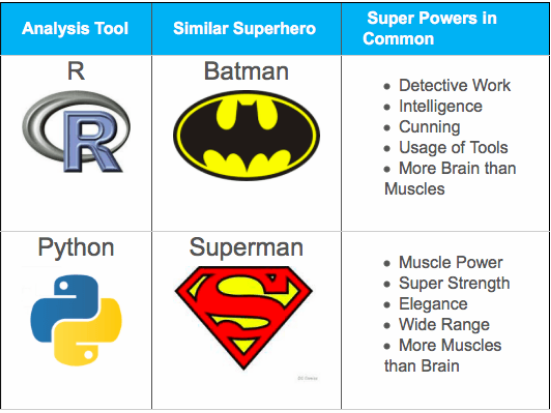 Analysis Tool
Similar Superhero
Super Powers in
Common
R
Batman
Detective Work
Intelligence
Cunning
Usage of Tools
More Brain than
Muscles
R
Python
Superman
Muscle Power
Super Strength
Elegance
Wide Range
More Muscles
than Brain
S